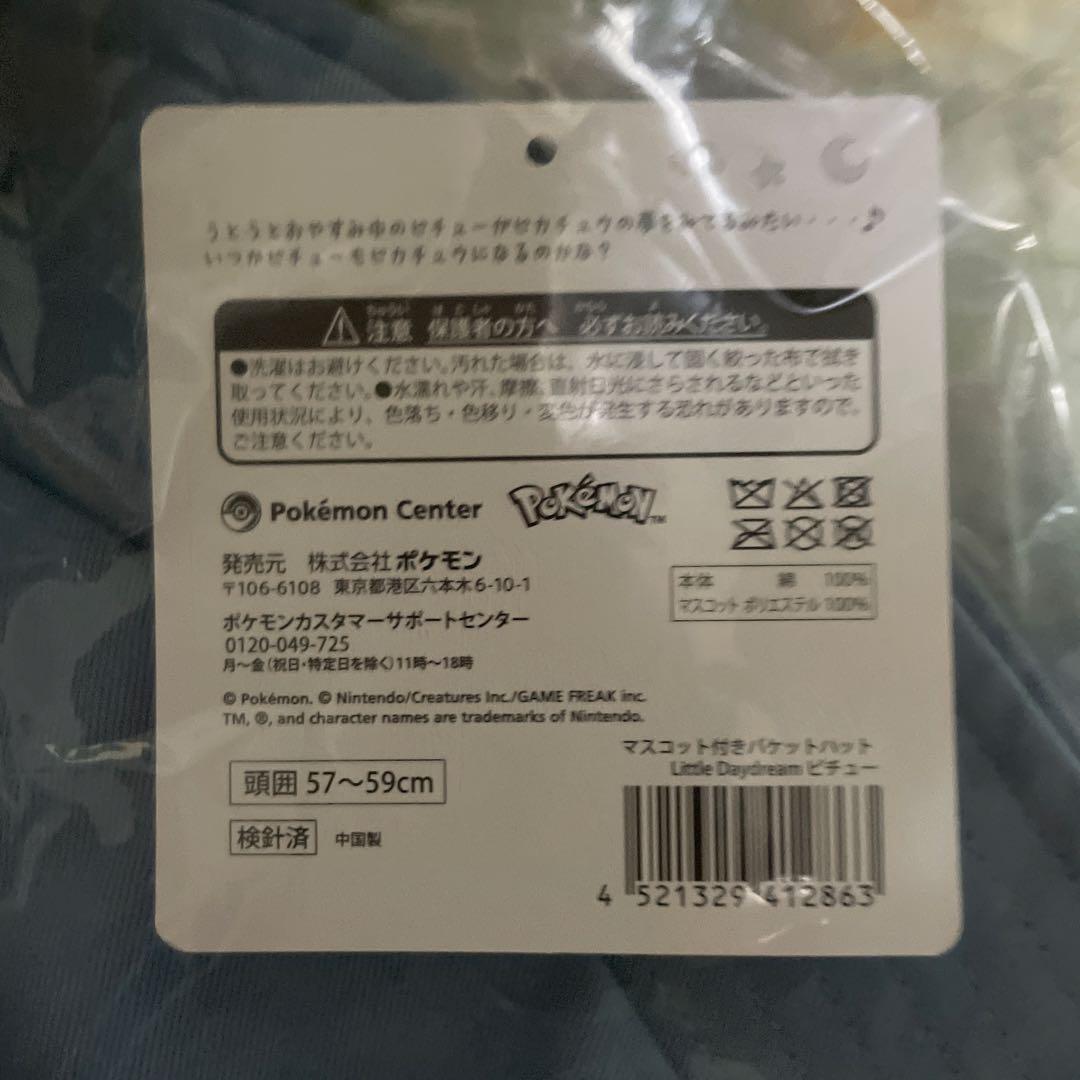 うとうとおやすみ中のピチューがピカチュウの夢をみてるみたい・・・♪
いつかピチューもピカチュウになるのかな？
注意 保護者の方へ 必ずお読みください。
●洗濯はお避けください。汚れた場合は、水に浸して固く絞った布で拭き
取ってください。●水濡れや汗、摩擦、直射日光にさらされるなどといった
使用状況により、色落ち・色移り・変色が発生する恐れがありますので、
ご注意ください。
Pokémon Center POKéMON™
発売元 株式会社ポケモン
〒106-6108 東京都港区六本木6-10-1
本体 綿 100%
マスコット ポリエステル 100%
ポケモンカスタマーサポートセンター
0120-049-725
月〜金(祝日・特定日を除く)11時〜18時
© Pokémon. © Nintendo/Creatures Inc./GAME FREAK inc.
TM, ®, and character names are trademarks of Nintendo.
マスコット付きバケットハット
Little Daydream ピチュー
頭囲 57〜59cm
検針済 中国製
4 521329 412863